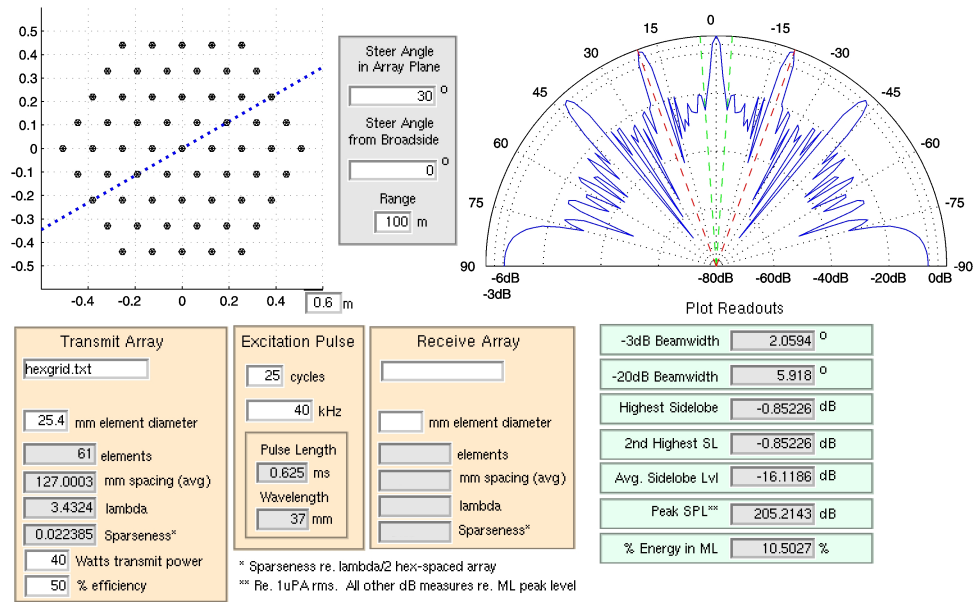 0.5
0.4
0.3
0.2
0.1
0
-0.1
-0.2
-0.3
-0.4
-0.5
-0.4
-0.2
0
0.2
0.4
0.6 m
Steer Angle
in Array Plane
30 o
Steer Angle
from Broadside
0 o
Range
100 m
90
75
60
45
30
15
0
-15
-30
-45
-60
-75
-90
-6dB
-3dB
-80dB
-60dB
-40dB
-20dB
0dB
Transmit Array
hexgrid.txt
25.4 mm element diameter
61 elements
127.0003 mm spacing (avg)
3.4324 lambda
0.022385 Sparseness*
40 Watts transmit power
50 % efficiency
Excitation Pulse
25 cycles
40 kHz
Pulse Length
0.625 ms
Wavelength
37 mm
Receive Array
mm element diameter
elements
mm spacing (avg)
lambda
Sparseness*
* Sparseness re. lambda/2 hex-spaced array
** Re. 1uPA rms. All other dB measures re. ML peak level
Plot Readouts
-3dB Beamwidth 2.0594 o
-20dB Beamwidth 5.918 o
Highest Sidelobe -0.85226 dB
2nd Highest SL -0.85226 dB
Avg. Sidelobe Lvl -16.1186 dB
Peak SPL** 205.2143 dB
% Energy in ML 10.5027 %